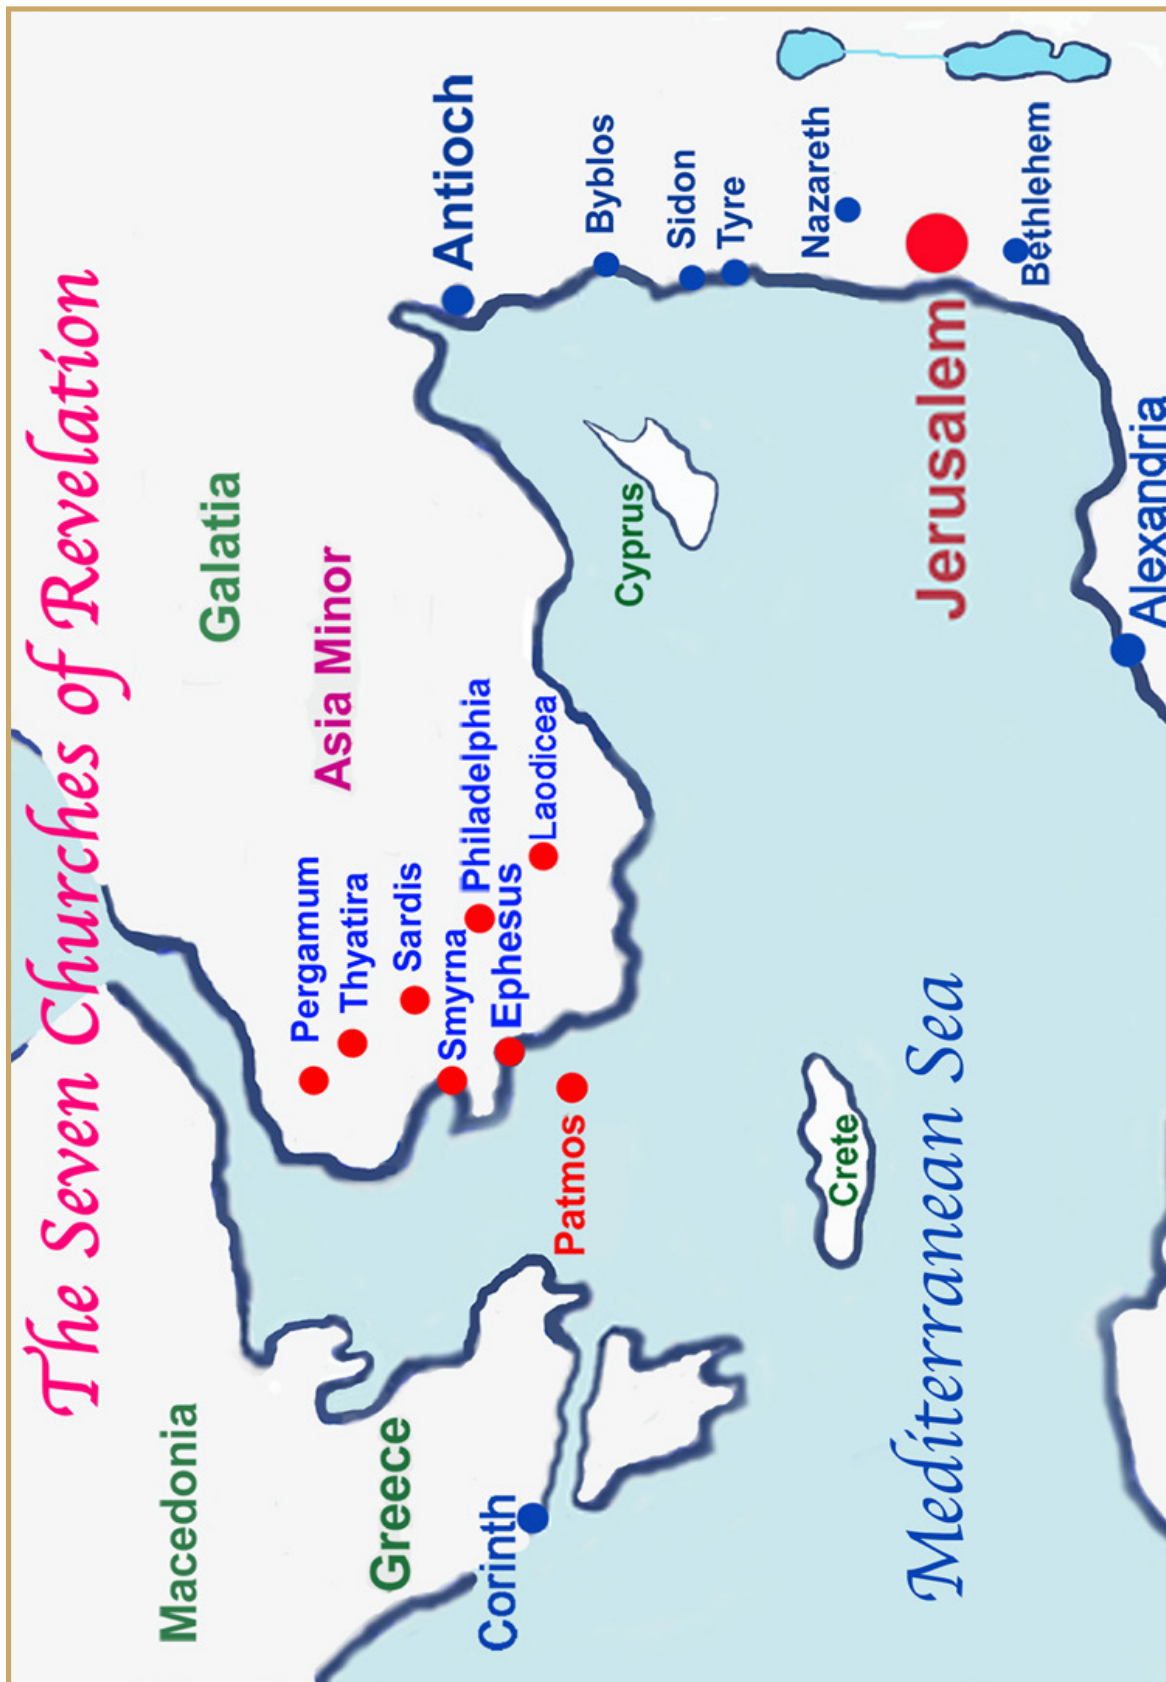 The Seven Churches of Revelation
Macedonia
Galatia
Greece
Asia Minor
Pergamum
Thyatira
Sardis
Smyrna
Philadelphia
Ephesus
Laodicea
Antioch
Corinth
Patmos
Byblos
Cyprus
Sidon
Tyre
Nazareth
Crete
Jerusalem
Mediterranean Sea
Bethlehem
Alexandria